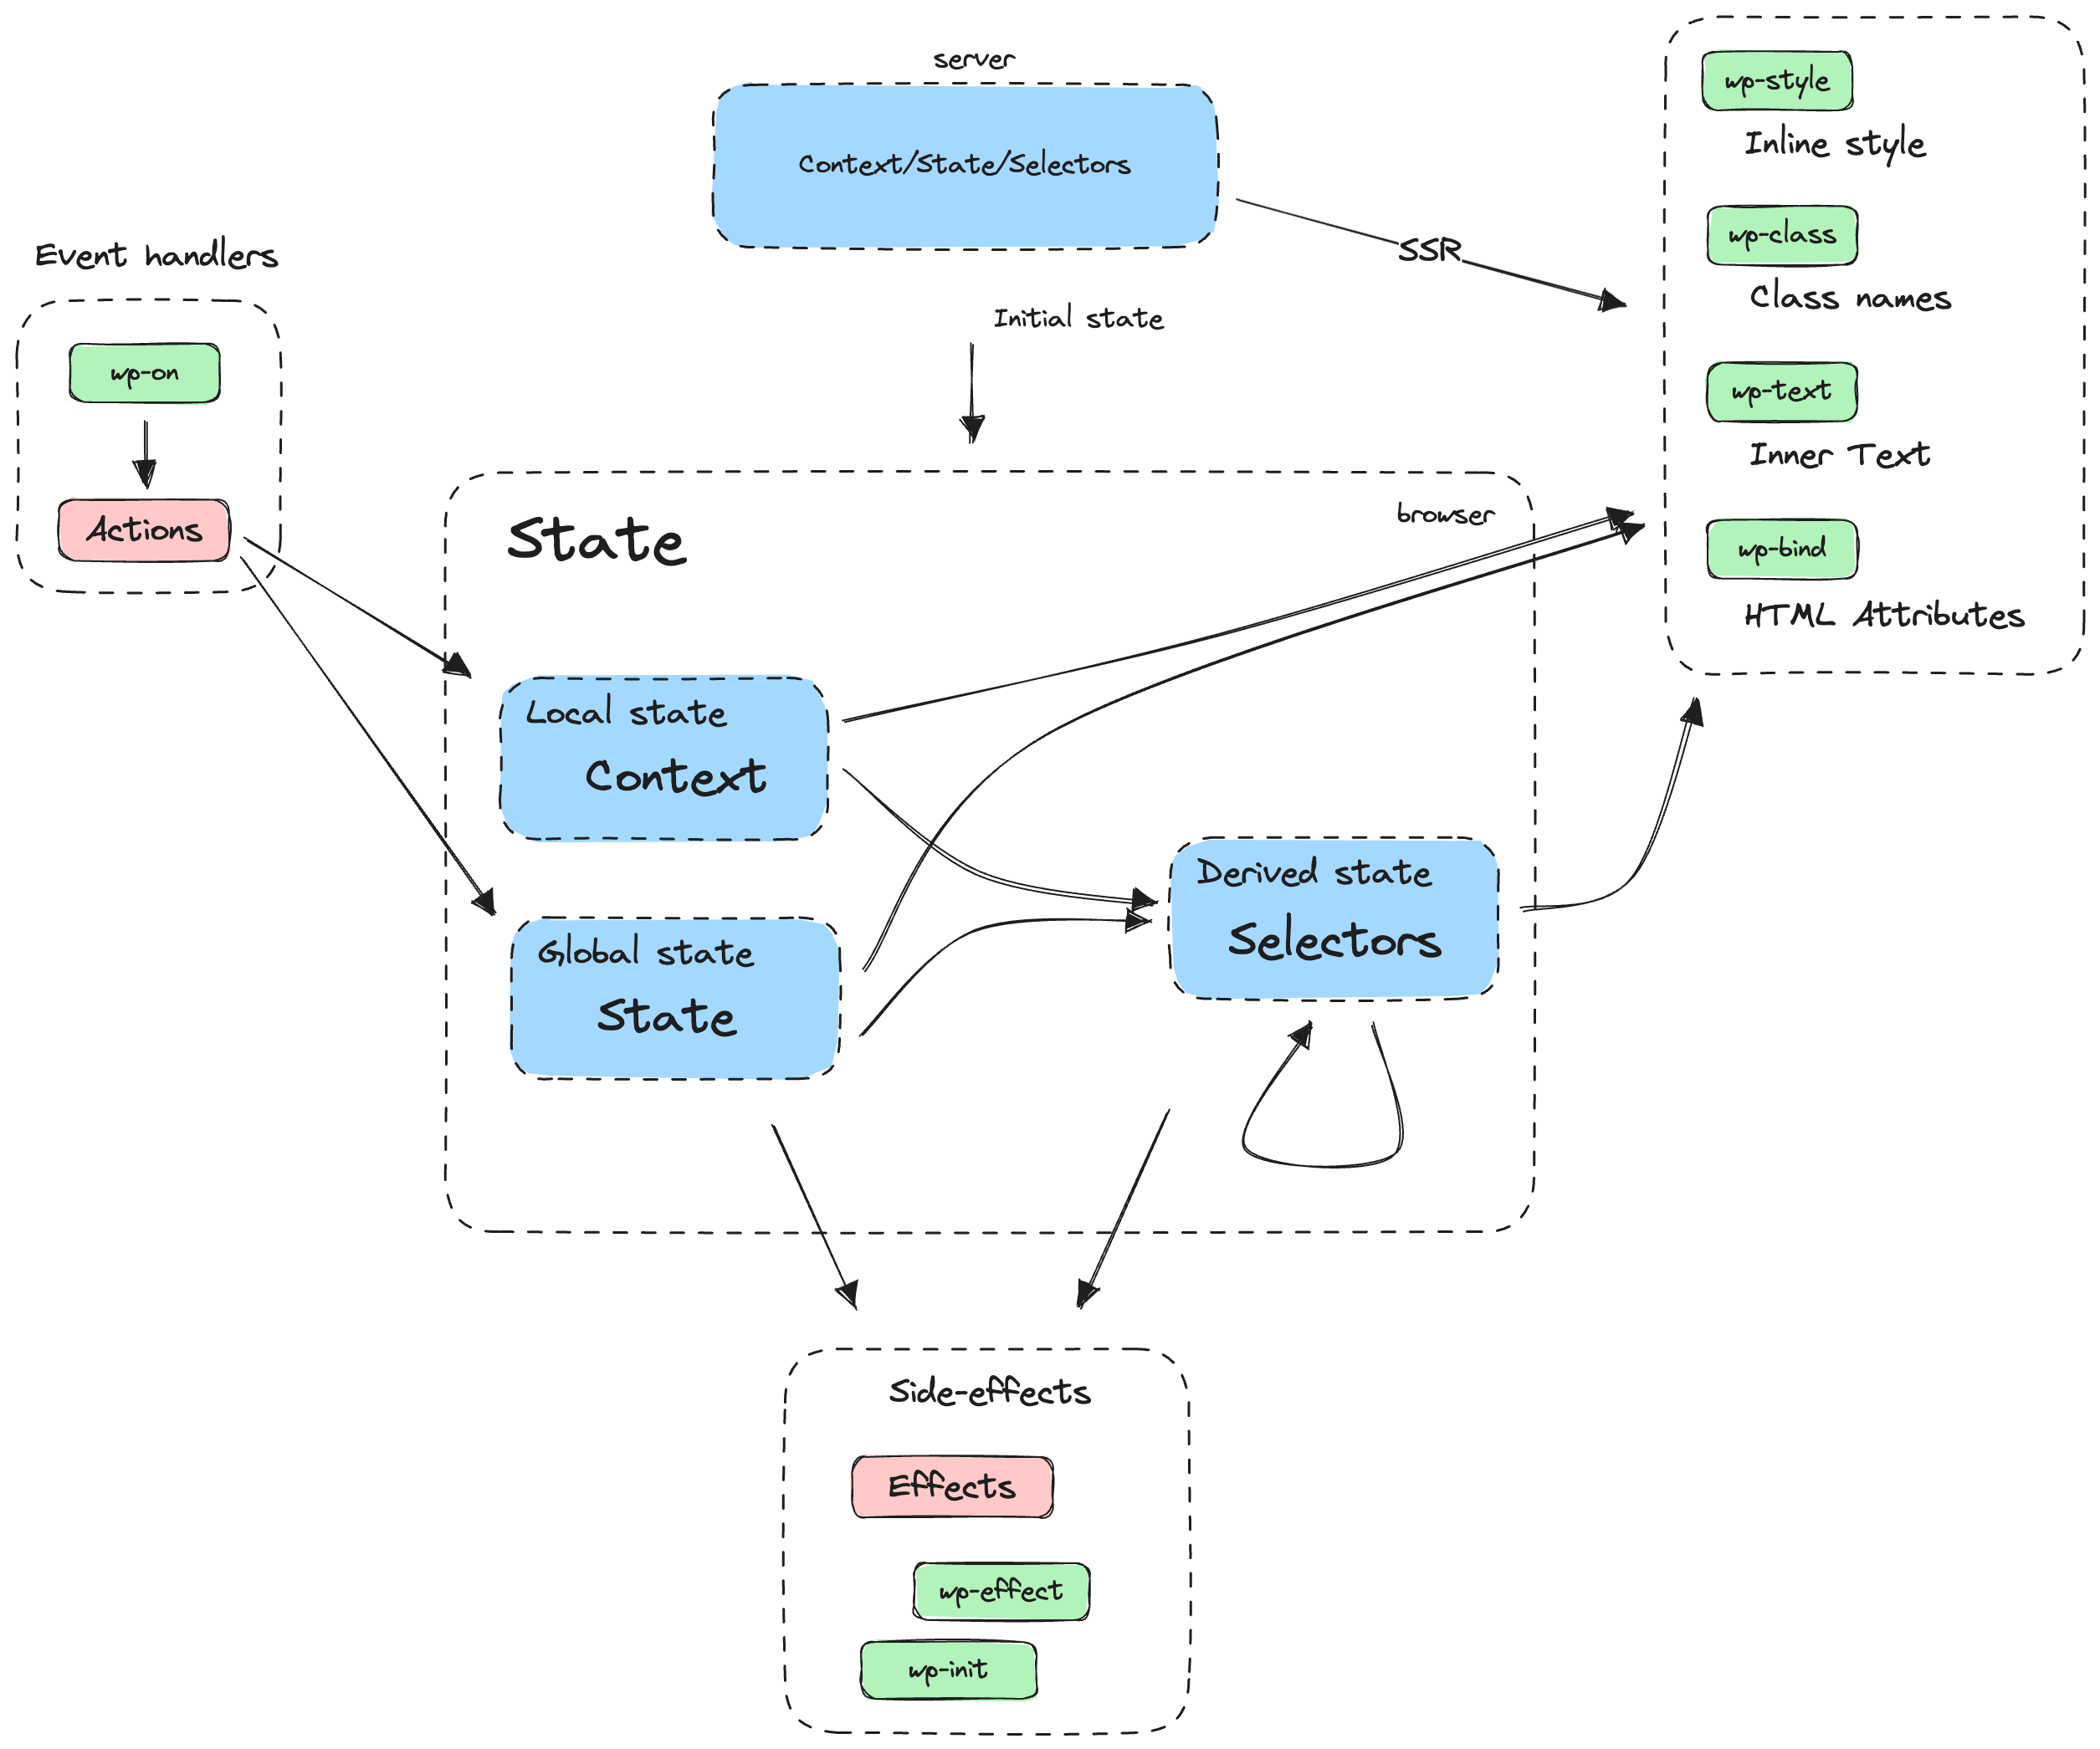 server
Context/State/Selectors
SSR
Initial state
Event handlers
wp-on
Actions
State
browser
Local state
Context
Global state
State
Derived state
Selectors
wp-style
Inline style
wp-class
Class names
wp-text
Inner Text
wp-bind
HTML Attributes
Side-effects
Effects
wp-effect
wp-init